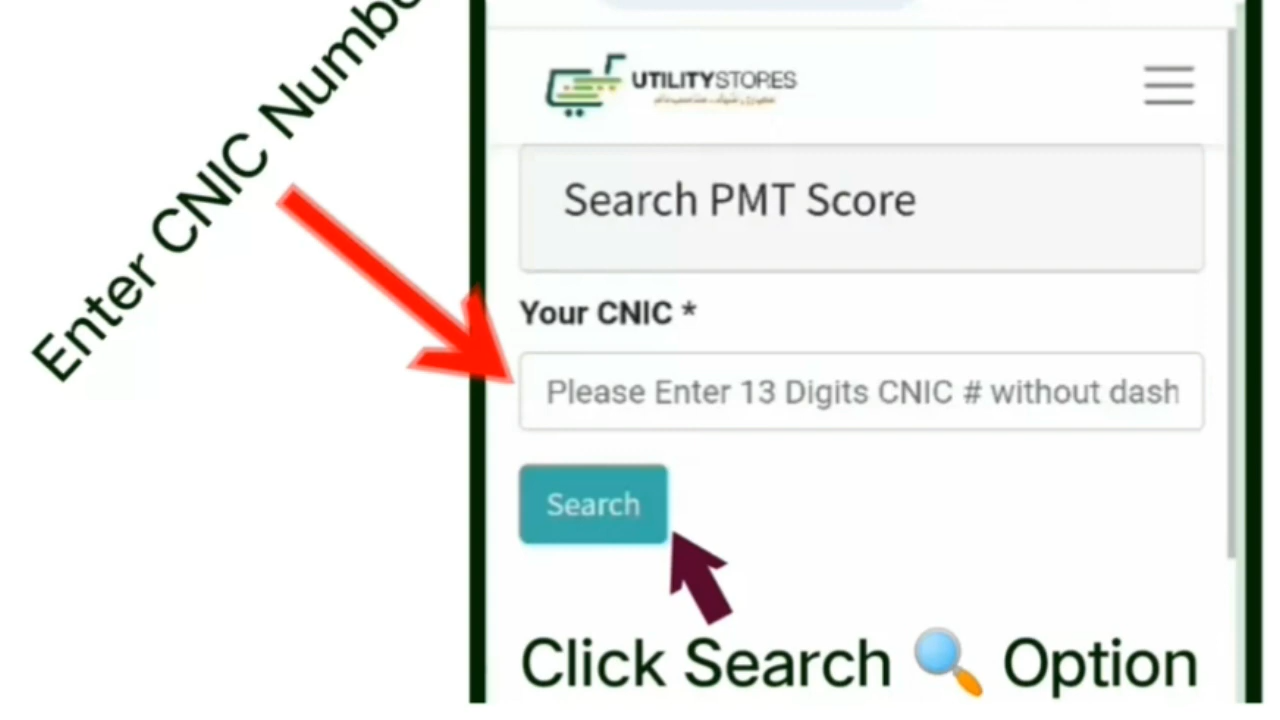 Enter CNIC Numbe
UTILITYSTORES
Search PMT Score
Your CNIC *
Please Enter 13 Digits CNIC # without dash
Search
Click Search 🔍 Option